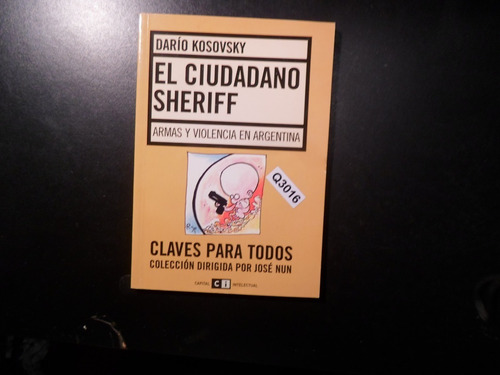 DARÍO KOSOVSKY
EL CIUDADANO
SHERIFF
ARMAS Y VIOLENCIA EN ARGENTINA
Q3016
CLAVES PARA TODOS
COLECCIÓN DIRIGIDA POR JOSÉ NUN
CAPITAL Ci INTELECTUAL